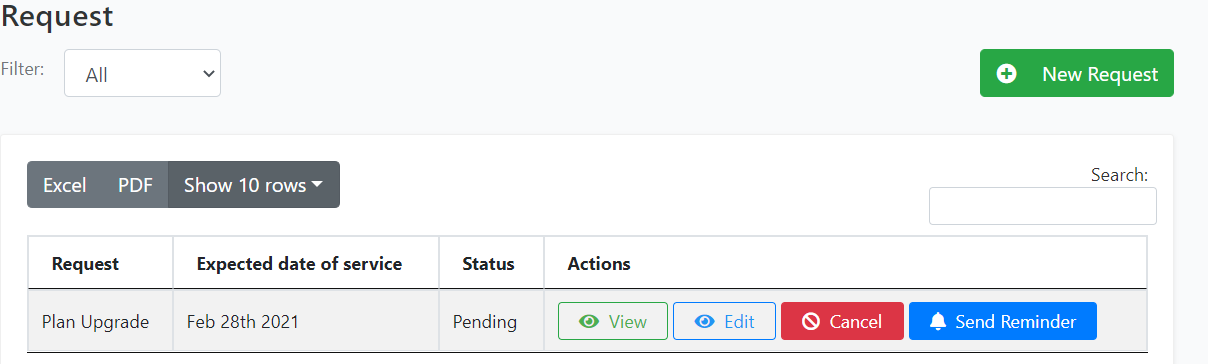 Request
Filter: All New Request
Excel PDF Show 10 rows Search:
Request Expected date of service Status Actions
Plan Upgrade Feb 28th 2021 Pending View Edit Cancel Send Reminder